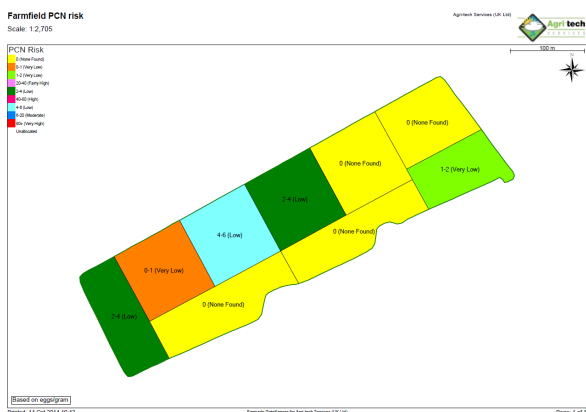 Farmfield PCN risk
Scale: 1:2,705
Agri-tech Services (UK Ltd)
Agri tech
SERVICES
100 m
N
PCN Risk
0 (None Found)
0-1 (Very Low)
1-2 (Very Low)
20-40 (Fairly High)
2-4 (Low)
40-60 (High)
4-6 (Low)
6-20 (Moderate)
60+ (Very High)
Unallocated
0 (None Found)
0 (None Found)
1-2 (Very Low)
2-4 (Low)
4-6 (Low)
0 (None Found)
0-1 (Very Low)
0 (None Found)
2-4 (Low)
Based on eggs/gram